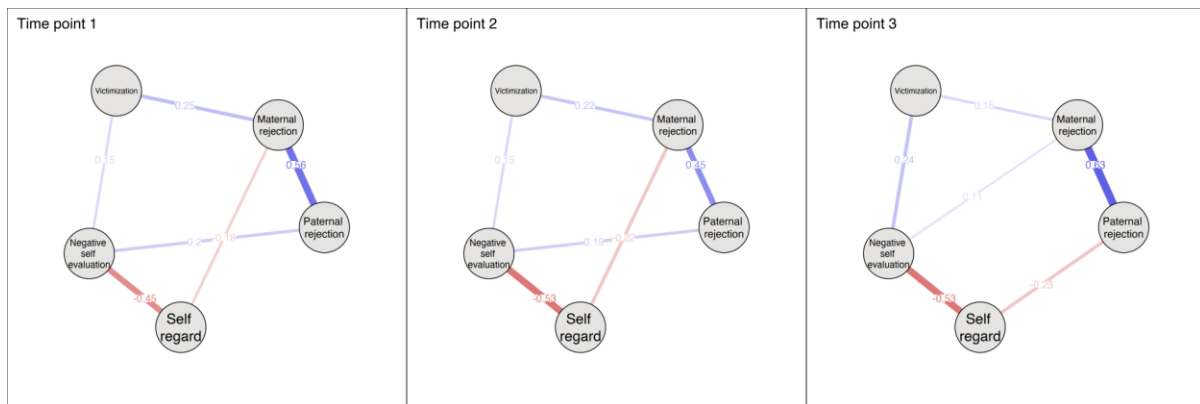 Time point 1
Victimization
0.25
Maternal
rejection
0.15
0.56
Paternal
rejection
0.2
-0.18
Negative
self
evaluation
-0.45
Self
regard
Time point 2
Victimization
0.22
Maternal
rejection
0.15
0.45
Paternal
rejection
0.19
-0.22
Negative
self
evaluation
-0.53
Self
regard
Time point 3
Victimization
0.16
Maternal
rejection
0.24
0.63
0.11
Paternal
rejection
Negative
self
evaluation
-0.23
-0.53
Self
regard